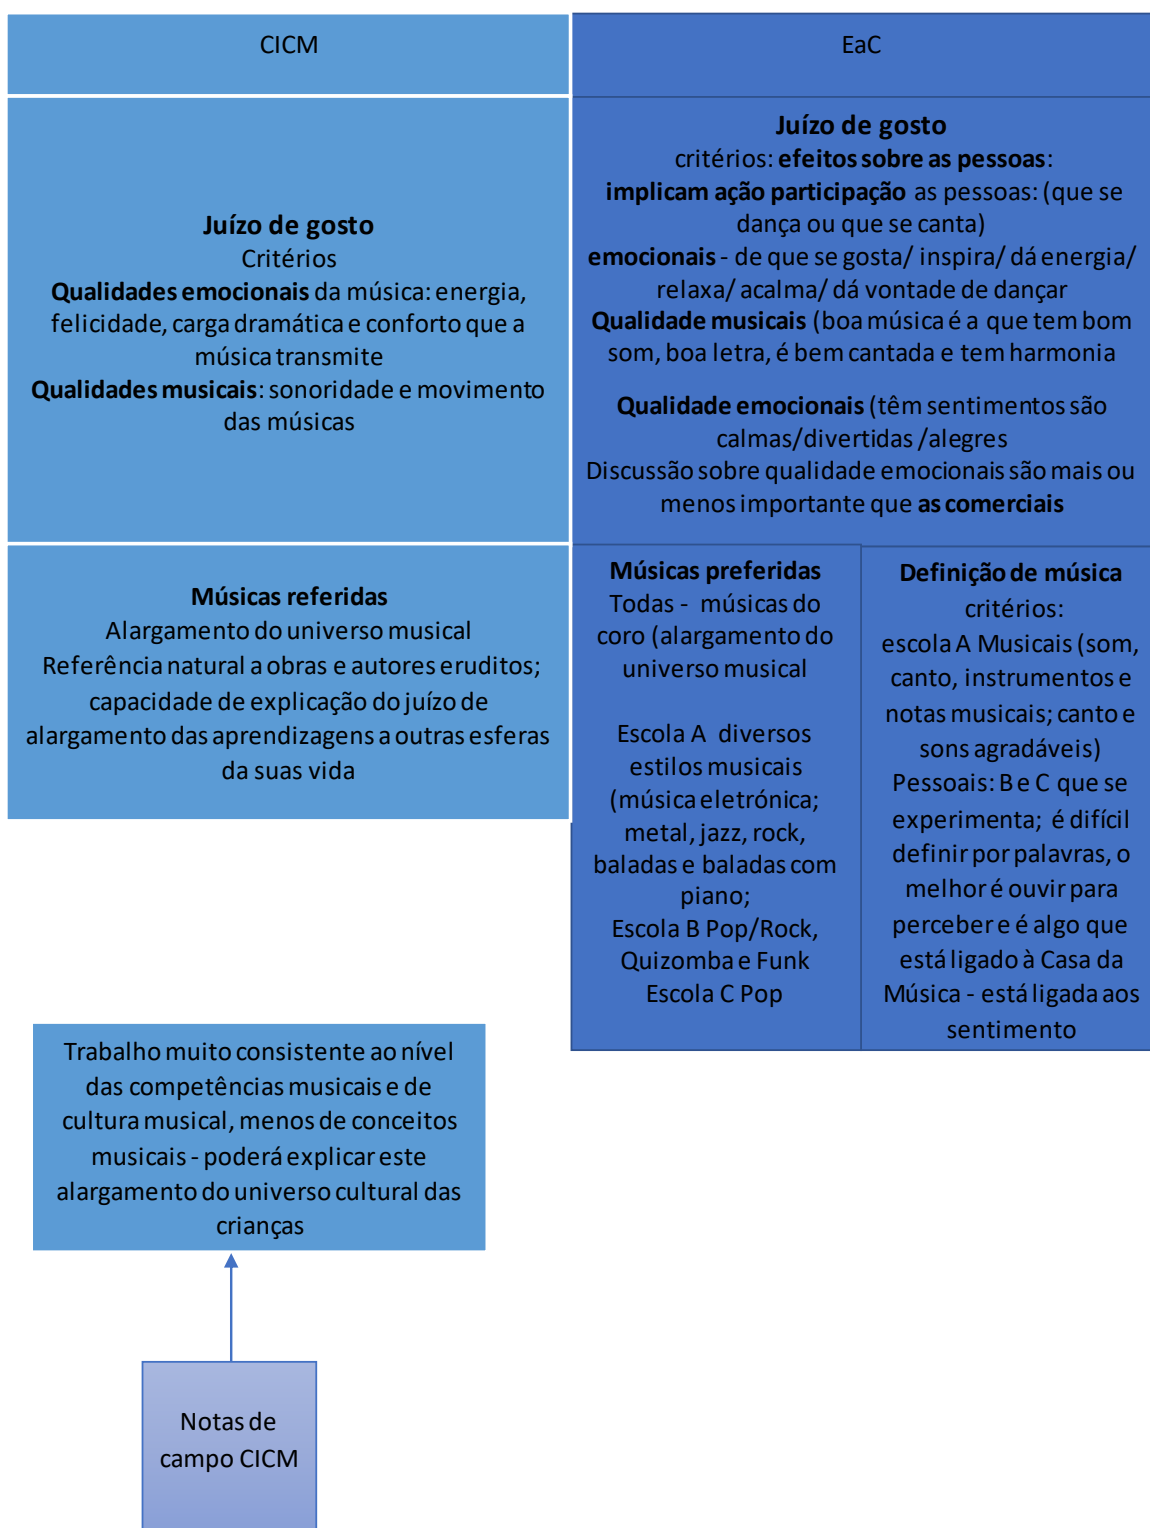 CICM
EaC
Juízo de gosto
Critérios
Qualidades emocionais da música: energia,
felicidade, carga dramática e conforto que a
música transmite
Qualidades musicais: sonoridade e movimento
das músicas
Juízo de gosto
critérios: efeitos sobre as pessoas:
implicam ação participação as pessoas: (que se
dança ou que se canta)
emocionais - de que se gosta/ inspira/ dá energia/
relaxa/ acalma/ dá vontade de dançar
Qualidade musicais (boa música é a que tem bom
som, boa letra, é bem cantada e tem harmonia
Qualidade emocionais (têm sentimentos são
calmas/divertidas /alegres
Discussão sobre qualidade emocionais são mais ou
menos importante que as comerciais
Músicas referidas
Alargamento do universo musical
Referência natural a obras e autores eruditos;
capacidade de explicação do juízo de
alargamento das aprendizagens a outras esferas
da suas vida
Músicas preferidas
Todas - músicas do
coro (alargamento do
universo musical
Escola A diversos
estilos musicais
(música eletrónica;
metal, jazz, rock,
baladas e baladas com
piano;
Escola B Pop/Rock,
Quizomba e Funk
Escola C Pop
Definição de música
critérios:
escola A Musicais (som,
canto, instrumentos e
notas musicais; canto e
sons agradáveis)
Pessoais: B e C que se
experimenta; é difícil
definir por palavras, o
melhor é ouvir para
perceber e é algo que
está ligado à Casa da
Música - está ligada aos
sentimento
Trabalho muito consistente ao nível
das competências musicais e de
cultura musical, menos de conceitos
musicais - poderá explicar este
alargamento do universo cultural das
crianças
Notas de
campo CICM